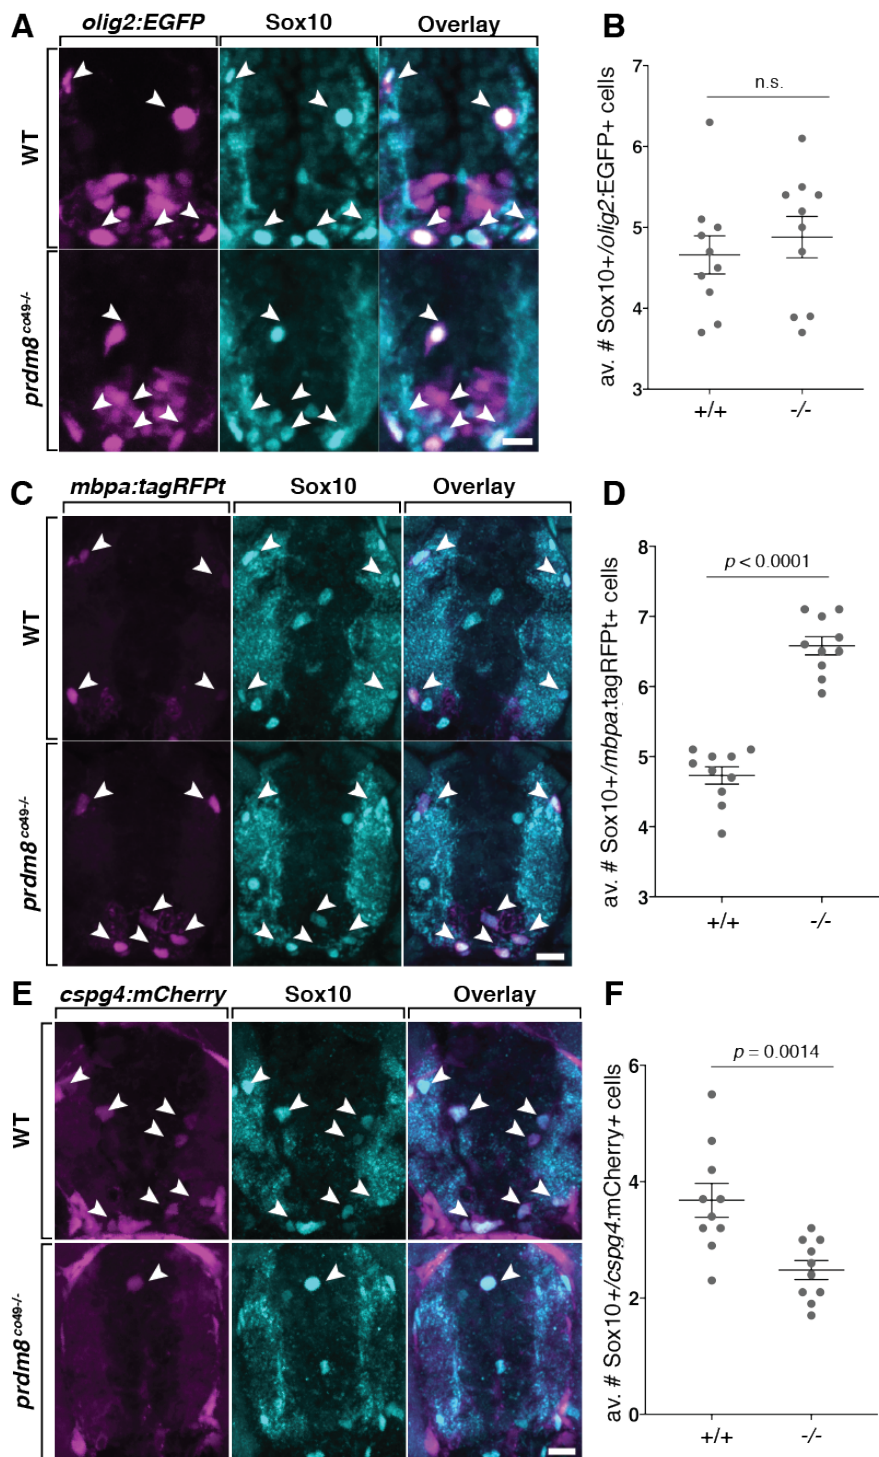 A
olig2:EGFP
Sox10
Overlay
WT
prdm8co49-/-
B
av. # Sox10+/olig2:EGFP+ cells
7
6
5
4
3
n.s.
+/+
-/-
C
mbpa:tagRFPt
Sox10
Overlay
WT
prdm8co49-/-
D
av. # Sox10+/mbpa:tagRFPt+ cells
8
7
6
5
4
3
p < 0.0001
+/+
-/-
E
cspg4:mCherry
Sox10
Overlay
WT
prdm8co49-/-
F
av. # Sox10+/cspg4:mCherry+ cells
6
4
2
0
p = 0.0014
+/+
-/-